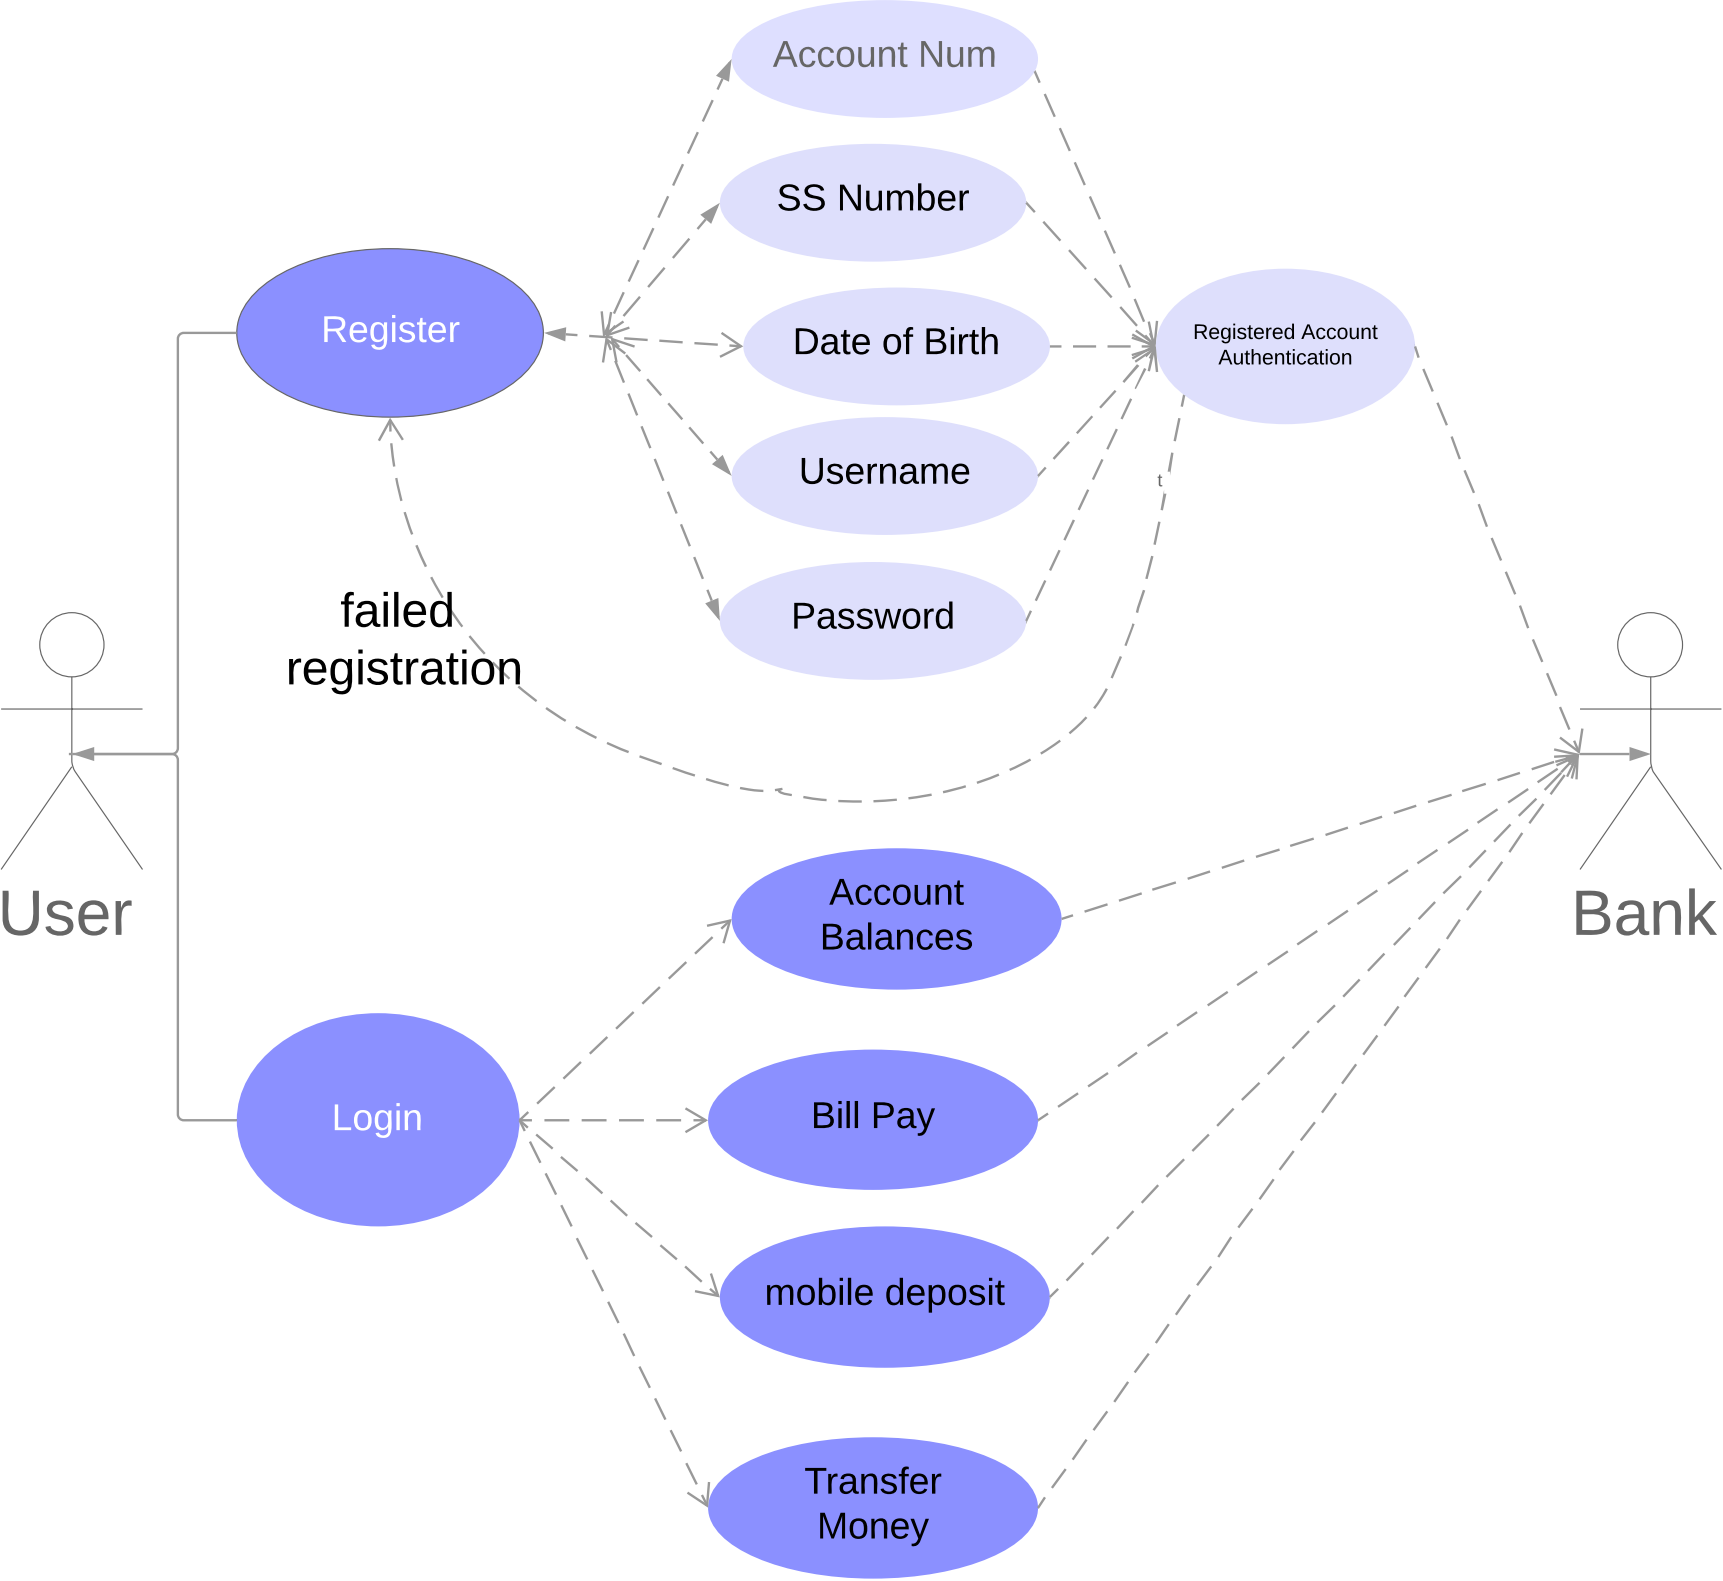 Account Num
SS Number
Register
Date of Birth
Registered Account
Authentication
Username
t
failed
registration
Password
User
Bank
Account
Balances
Login
Bill Pay
mobile deposit
Transfer
Money